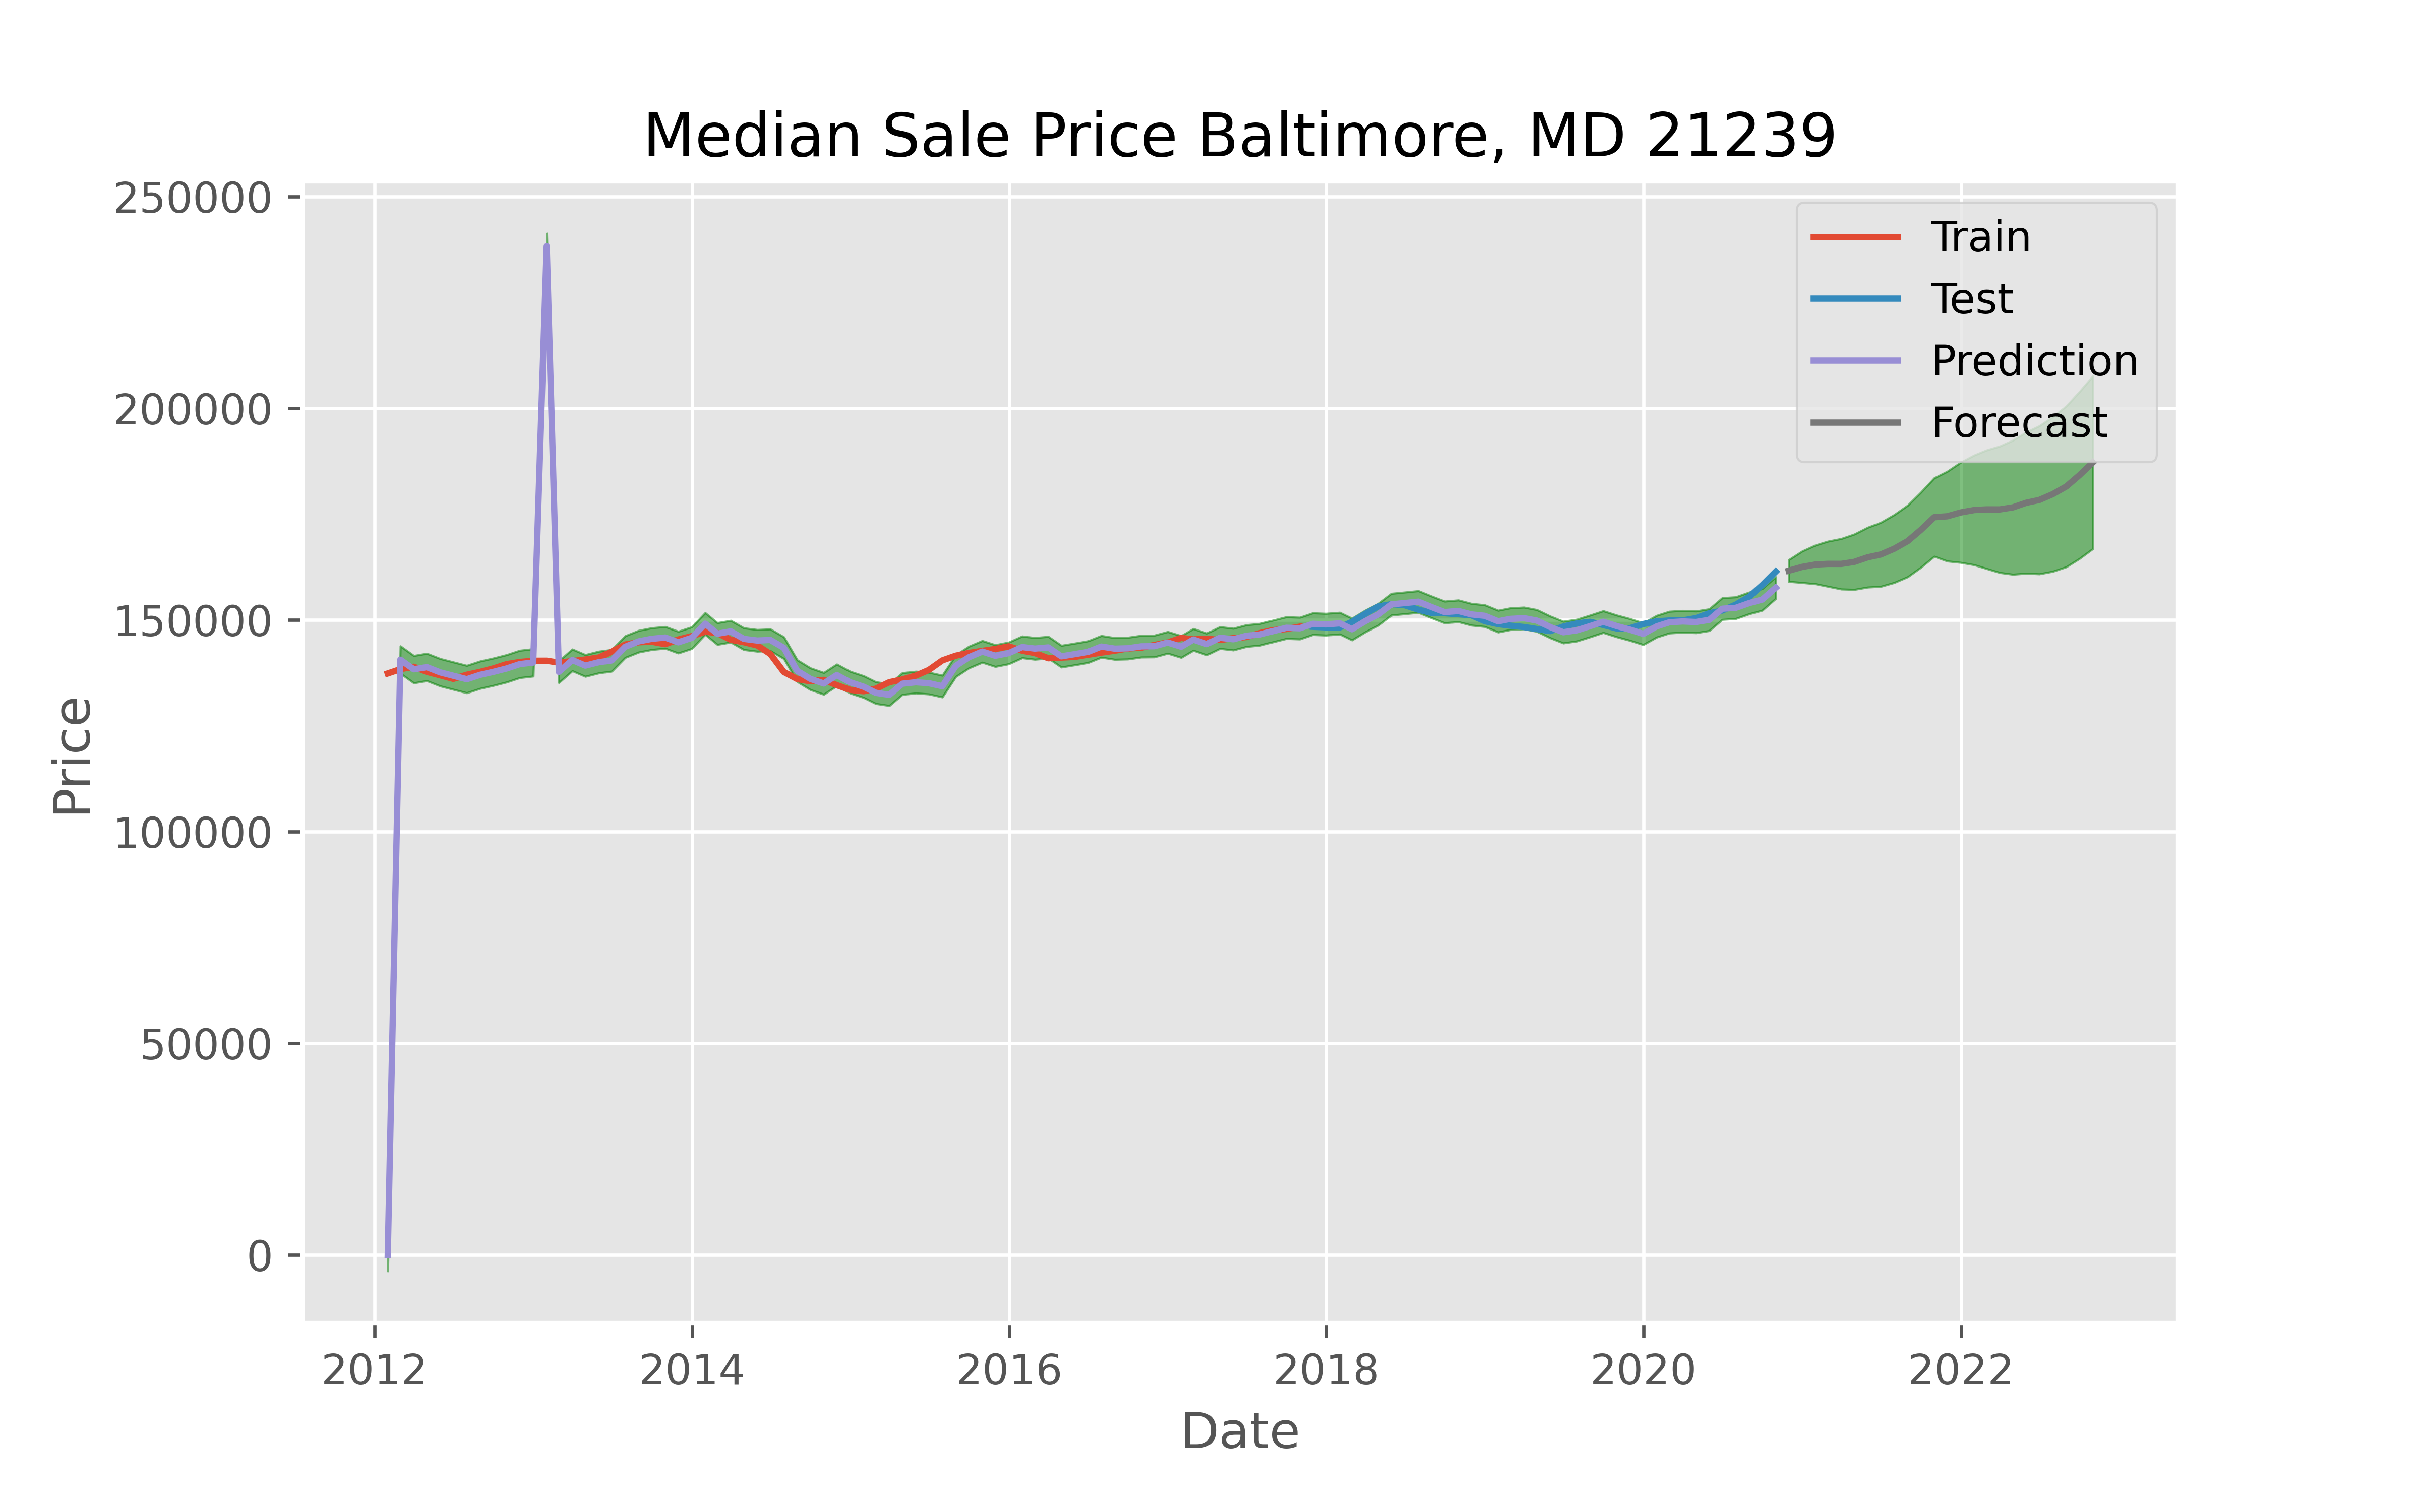 Median Sale Price Baltimore, MD 21239
250000
200000
150000
100000
50000
0
Price
Train
Test
Prediction
Forecast
2012 2014 2016 2018 2020 2022
Date